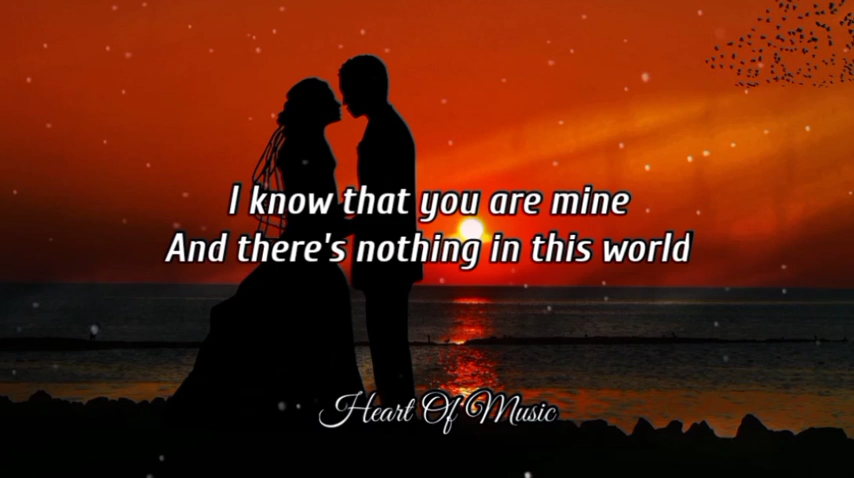 I know that you are mine
And there's nothing in this world
Heart Of Music